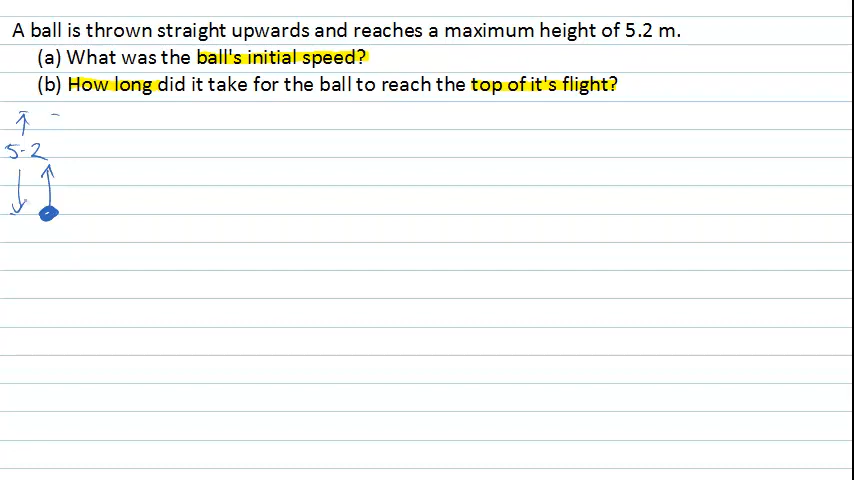 A ball is thrown straight upwards and reaches a maximum height of 5.2 m.
(a) What was the ball's initial speed?
(b) How long did it take for the ball to reach the top of it's flight?
5.2